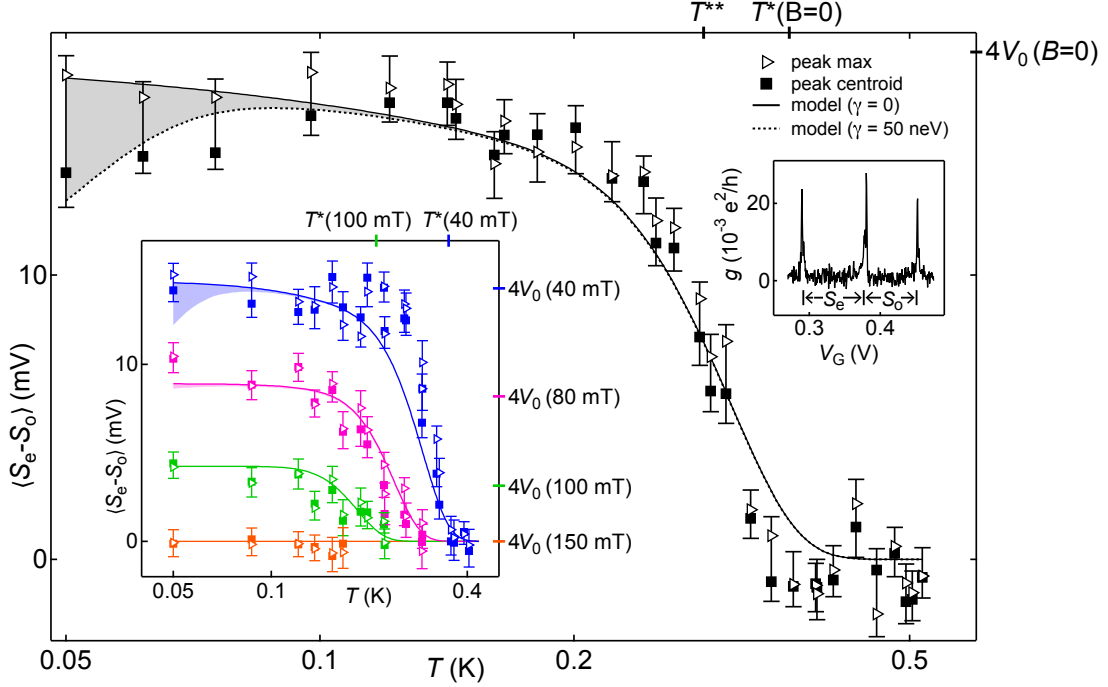 T** T*(B=0)
4V₀ (B=0)
peak max
peak centroid
model (γ = 0)
model (γ = 50 neV)
⟨Sₑ-Sₒ⟩ (mV)
10
0
0.05 0.1 0.2 0.5
T (K)
g (10⁻³ e²/h)
20
0
Sₑ Sₒ
0.3 0.4
V_G (V)
T*(100 mT) T*(40 mT)
⟨Sₑ-Sₒ⟩ (mV)
10
0
4V₀ (40 mT)
4V₀ (80 mT)
4V₀ (100 mT)
4V₀ (150 mT)
0.05 0.1 0.4
T (K)